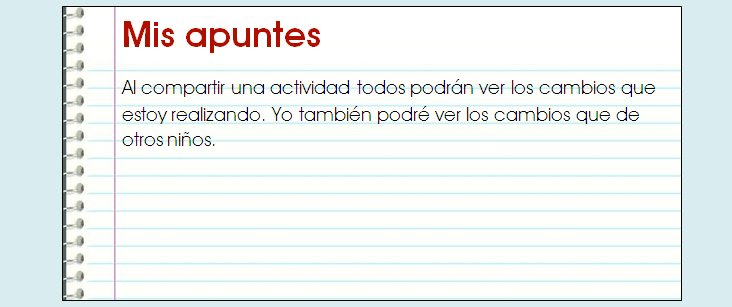 Mis apuntes
Al compartir una actividad todos podrán ver los cambios que
estoy realizando. Yo también podré ver los cambios que de
otros niños.